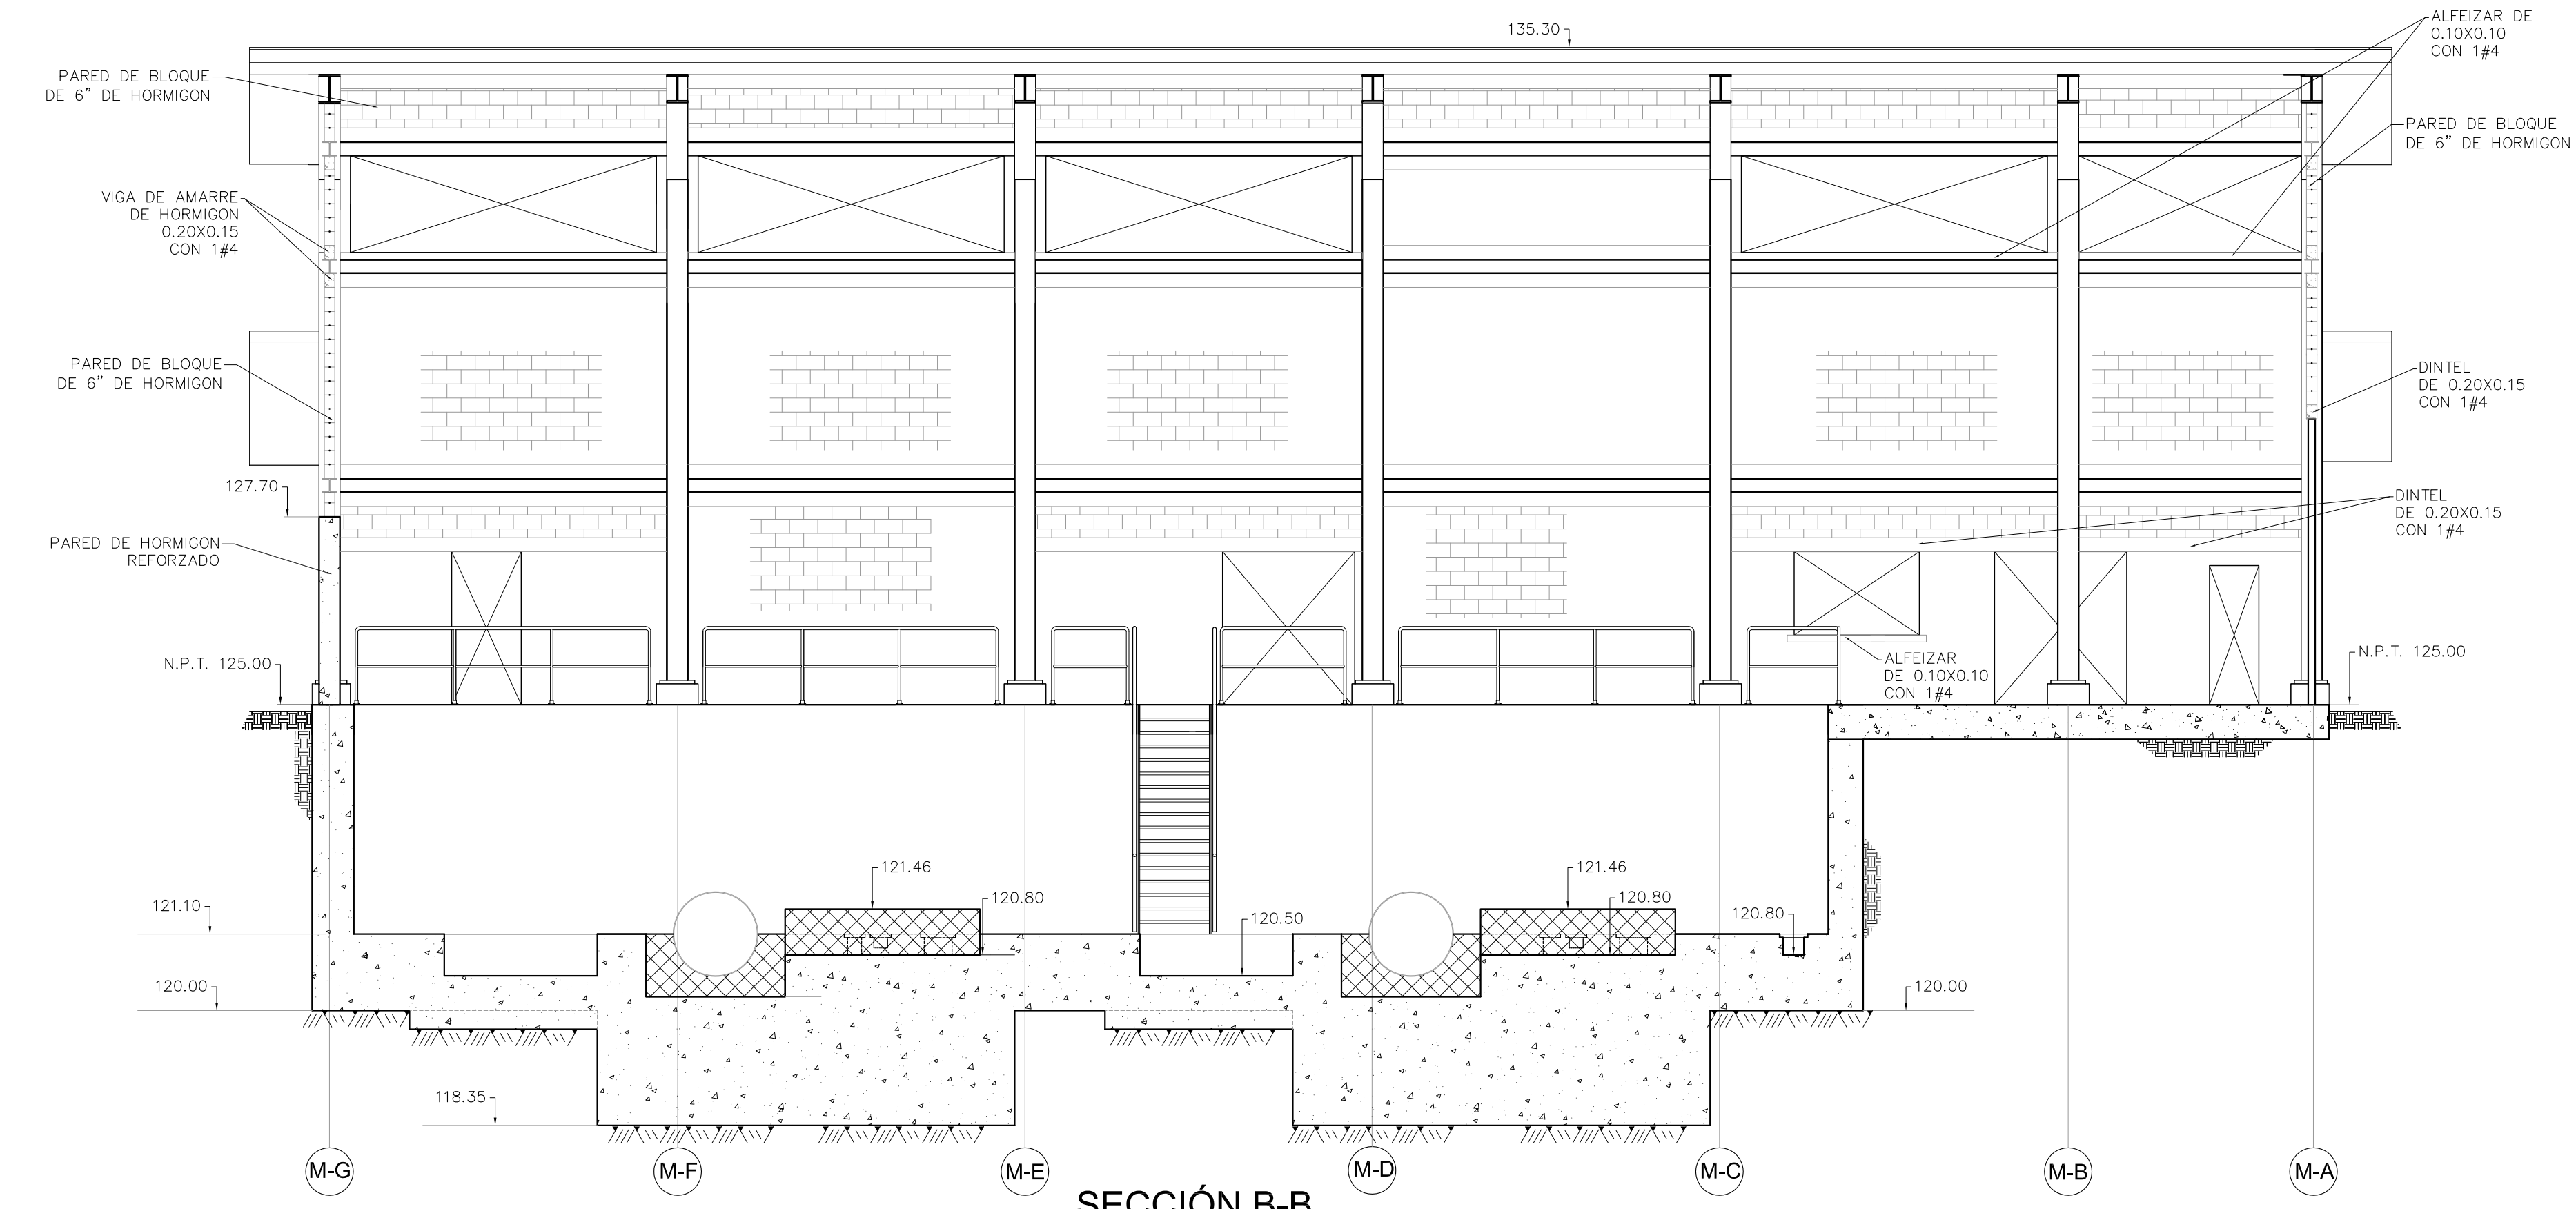 135.30
ALFEIZAR DE
0.10X0.10
CON 1#4
PARED DE BLOQUE
DE 6” DE HORMIGON
PARED DE BLOQUE
DE 6” DE HORMIGON
VIGA DE AMARRE
DE HORMIGON
0.20X0.15
CON 1#4
PARED DE BLOQUE
DE 6” DE HORMIGON
DINTEL
DE 0.20X0.15
CON 1#4
127.70
DINTEL
DE 0.20X0.15
CON 1#4
PARED DE HORMIGON
REFORZADO
N.P.T. 125.00
ALFEIZAR
DE 0.10X0.10
CON 1#4
N.P.T. 125.00
121.46
120.80
121.46
120.80
121.10
120.50
120.80
120.00
120.00
118.35
M-G
M-F
M-E
M-D
M-C
M-B
M-A
SECCIÓN B-B